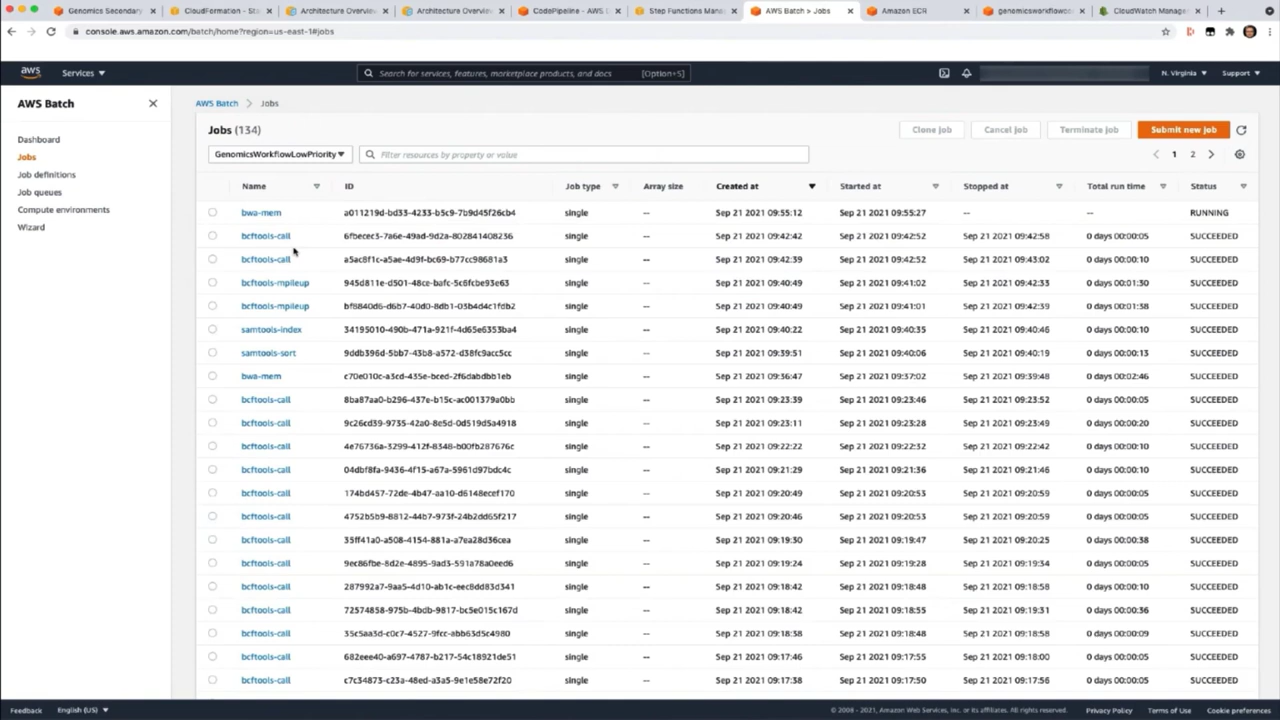 Genomics Secondary CloudFormation - Sta Architecture Overview Architecture Overview CodePipeline - AWS D Step Functions Mana AWS Batch > Jobs Amazon ECR genomicsworkflowco CloudWatch Manage
console.aws.amazon.com/batch/home?region=us-east-1#jobs
aws Services Search for services, features, marketplace products, and docs [Option+S] N. Virginia Support
AWS Batch
AWS Batch > Jobs
Jobs (134) Clone job Cancel job Terminate job Submit new job
Dashboard
Jobs
Job definitions
Job queues
Compute environments
Wizard
GenomicsWorkflowLowPriority Filter resources by property or value 1 2
Name ID Job type Array size Created at Started at Stopped at Total run time Status
bwa-mem a011219d-bd33-4233-b5c9-7b9d45f26cb4 single -- Sep 21 2021 09:55:12 Sep 21 2021 09:55:27 -- -- RUNNING
bcftools-call 6fbecec3-7a6e-49ad-9d2a-802841408236 single -- Sep 21 2021 09:42:42 Sep 21 2021 09:42:52 Sep 21 2021 09:42:58 0 days 00:00:05 SUCCEEDED
bcftools-call a5ac8f1c-a5ae-4d9f-bc69-b77cc98681a3 single -- Sep 21 2021 09:42:39 Sep 21 2021 09:42:52 Sep 21 2021 09:43:02 0 days 00:00:10 SUCCEEDED
bcftools-mpileup 945d811e-d501-48ce-bafc-5c6fcbe93e63 single -- Sep 21 2021 09:40:49 Sep 21 2021 09:41:02 Sep 21 2021 09:42:33 0 days 00:01:30 SUCCEEDED
bcftools-mpileup bf8840d6-d6b7-40d0-8db1-03b4d4c1fdb2 single -- Sep 21 2021 09:40:49 Sep 21 2021 09:41:01 Sep 21 2021 09:42:39 0 days 00:01:38 SUCCEEDED
samtools-index 34195010-490b-471a-921f-4d65e6353ba4 single -- Sep 21 2021 09:40:22 Sep 21 2021 09:40:35 Sep 21 2021 09:40:46 0 days 00:00:10 SUCCEEDED
samtools-sort 9ddb396d-5bb7-43b8-a572-d38fc9acc5cc single -- Sep 21 2021 09:39:51 Sep 21 2021 09:40:06 Sep 21 2021 09:40:19 0 days 00:00:13 SUCCEEDED
bwa-mem c70e010c-a3cd-435e-bced-2f6dabdbb1eb single -- Sep 21 2021 09:36:47 Sep 21 2021 09:37:02 Sep 21 2021 09:39:48 0 days 00:02:46 SUCCEEDED
bcftools-call 8ba87aa0-b296-437e-b15c-ac001379a0bb single -- Sep 21 2021 09:23:39 Sep 21 2021 09:23:46 Sep 21 2021 09:23:52 0 days 00:00:05 SUCCEEDED
bcftools-call 9c26cd39-9735-42a0-8e5d-0d519d5a4918 single -- Sep 21 2021 09:23:11 Sep 21 2021 09:23:28 Sep 21 2021 09:23:49 0 days 00:00:20 SUCCEEDED
bcftools-call 4e76736a-3299-412f-8348-b00fb287676c single -- Sep 21 2021 09:22:22 Sep 21 2021 09:22:32 Sep 21 2021 09:22:42 0 days 00:00:10 SUCCEEDED
bcftools-call 04dbf8fa-9436-4f15-a67a-5961d97bdc4c single -- Sep 21 2021 09:21:29 Sep 21 2021 09:21:36 Sep 21 2021 09:21:46 0 days 00:00:10 SUCCEEDED
bcftools-call 174bd457-72de-4b47-aa10-d6148ecef170 single -- Sep 21 2021 09:20:49 Sep 21 2021 09:20:53 Sep 21 2021 09:20:59 0 days 00:00:05 SUCCEEDED
bcftools-call 4752b5b9-8812-44b7-973f-24b2dd65f217 single -- Sep 21 2021 09:20:46 Sep 21 2021 09:20:53 Sep 21 2021 09:20:59 0 days 00:00:05 SUCCEEDED
bcftools-call 35ff41a0-a508-4154-881a-a7ea28d36cea single -- Sep 21 2021 09:19:30 Sep 21 2021 09:19:47 Sep 21 2021 09:20:25 0 days 00:00:38 SUCCEEDED
bcftools-call 9ec86fbe-8d2e-4895-9ad3-591a78a0eed6 single -- Sep 21 2021 09:19:24 Sep 21 2021 09:19:28 Sep 21 2021 09:19:34 0 days 00:00:05 SUCCEEDED
bcftools-call 287992a7-9aa5-4d10-ab1c-eec8dd83d341 single -- Sep 21 2021 09:18:42 Sep 21 2021 09:18:48 Sep 21 2021 09:18:58 0 days 00:00:10 SUCCEEDED
bcftools-call 72574858-975b-4bdb-9817-bc5e015c167d single -- Sep 21 2021 09:18:42 Sep 21 2021 09:18:55 Sep 21 2021 09:19:31 0 days 00:00:36 SUCCEEDED
bcftools-call 35c5aa3d-c0c7-4527-9fcc-abb63d5c4980 single -- Sep 21 2021 09:18:38 Sep 21 2021 09:18:48 Sep 21 2021 09:18:58 0 days 00:00:09 SUCCEEDED
bcftools-call 682eee40-a697-4787-b217-54c18921de51 single -- Sep 21 2021 09:17:46 Sep 21 2021 09:17:55 Sep 21 2021 09:18:00 0 days 00:00:05 SUCCEEDED
bcftools-call c7c34873-c23a-48ed-a3a5-9e1e58e72f20 single -- Sep 21 2021 09:17:38 Sep 21 2021 09:17:50 Sep 21 2021 09:17:56 0 days 00:00:05 SUCCEEDED
Feedback English (US) © 2008 - 2021, Amazon Web Services, Inc. or its affiliates. All rights reserved. Privacy Policy Terms of Use Cookie preferences